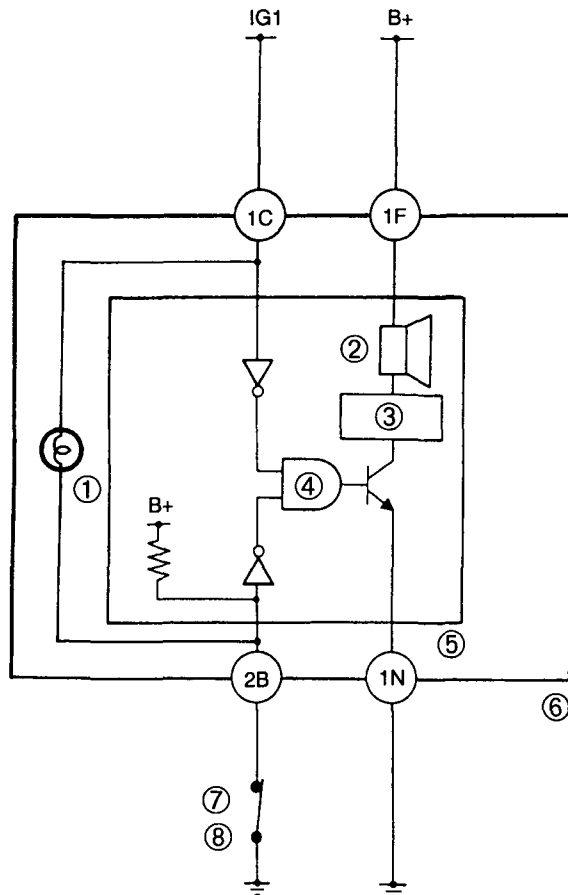 IG1 B+
1C 1F
②
③
① ④
B+
⑤
2B 1N
⑥
⑦
⑧